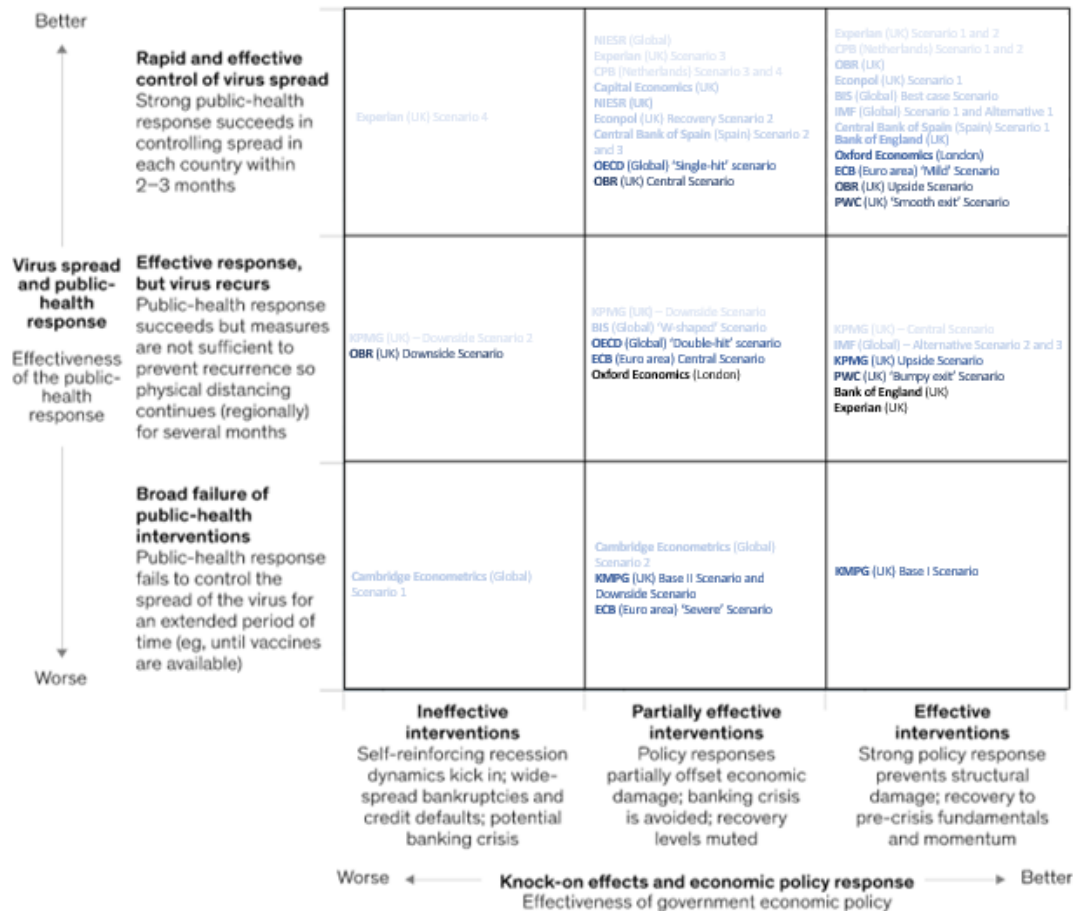 Better
Rapid and effective
control of virus spread
Strong public-health
response succeeds in
controlling spread in
each country within
2–3 months
Experian (UK) Scenario 4
NIESR (Global)
Experian (UK) Scenario 3
CPB (Netherlands) Scenario 3 and 4
Capital Economics (UK)
NIESR (UK)
Econpol (UK) Recovery Scenario 2
Central Bank of Spain (Spain) Scenario 2
and 3
OECD (Global) 'Single-hit' scenario
OBR (UK) Central Scenario
Experian (UK) Scenario 1 and 2
CPB (Netherlands) Scenario 1 and 2
OBR (UK)
Econpol (UK) Scenario 1
BIS (Global) Best case Scenario
IMF (Global) Scenario 1 and Alternative 1
Central Bank of Spain (Spain) Scenario 1
Bank of England (UK)
Oxford Economics (London)
ECB (Euro area) 'Mild' Scenario
OBR (UK) Upside Scenario
PWC (UK) 'Smooth exit' Scenario
Virus spread
and public-
health
response
Effectiveness
of the public-
health
response
Effective response,
but virus recurs
Public-health response
succeeds but measures
are not sufficient to
prevent recurrence so
physical distancing
continues (regionally)
for several months
KPMG (UK) – Downside Scenario 2
OBR (UK) Downside Scenario
KPMG (UK) – Downside Scenario
BIS (Global) 'W-shaped' Scenario
OECD (Global) 'Double-hit' scenario
ECB (Euro area) Central Scenario
Oxford Economics (London)
KPMG (UK) – Central Scenario
IMF (Global) – Alternative Scenario 2 and 3
KPMG (UK) Upside Scenario
PWC (UK) 'Bumpy exit' Scenario
Bank of England (UK)
Experian (UK)
Broad failure of
public-health
interventions
Public-health response
fails to control the
spread of the virus for
an extended period of
time (eg, until vaccines
are available)
Worse
Cambridge Econometrics (Global)
Scenario 1
Cambridge Econometrics (Global)
Scenario 2
KMPG (UK) Base II Scenario and
Downside Scenario
ECB (Euro area) 'Severe' Scenario
KMPG (UK) Base I Scenario
Ineffective
interventions
Self-reinforcing recession
dynamics kick in; wide-
spread bankruptcies and
credit defaults; potential
banking crisis
Partially effective
interventions
Policy responses
partially offset economic
damage; banking crisis
is avoided; recovery
levels muted
Effective
interventions
Strong policy response
prevents structural
damage; recovery to
pre-crisis fundamentals
and momentum
Worse
Knock-on effects and economic policy response
Better
Effectiveness of government economic policy